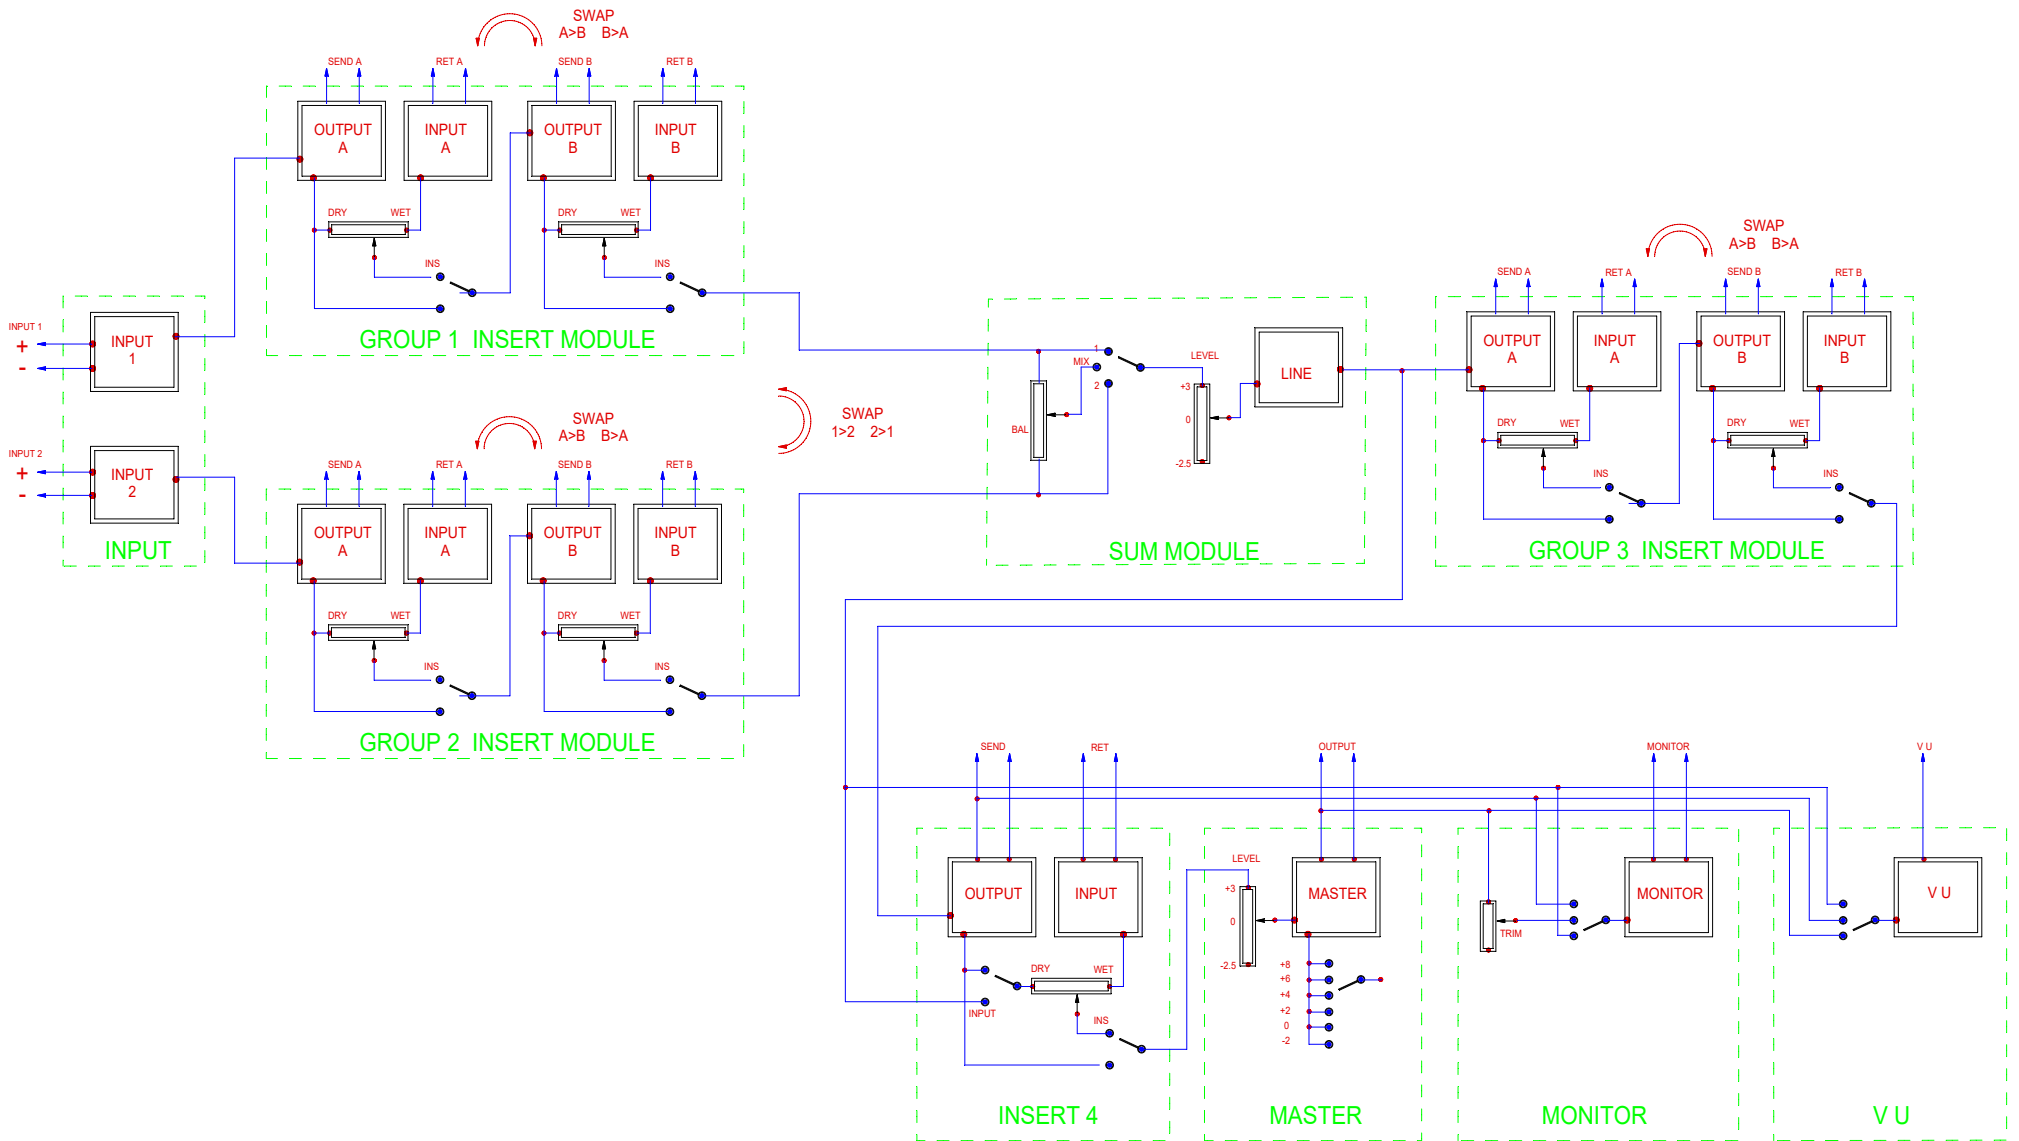 SWAP
A>B B>A
SEND A
RET A
SEND B
RET B
OUTPUT
A
INPUT
A
OUTPUT
B
INPUT
B
DRY
WET
DRY
WET
INS
INS
GROUP 1 INSERT MODULE
INPUT 1
+
-
INPUT
1
INPUT 2
+
-
INPUT
2
INPUT
SWAP
A>B B>A
SEND A
RET A
SEND B
RET B
OUTPUT
A
INPUT
A
OUTPUT
B
INPUT
B
DRY
WET
DRY
WET
INS
INS
GROUP 2 INSERT MODULE
SWAP
1>2 2>1
1
MIX
2
BAL
LEVEL
+3
0
-2.5
LINE
SUM MODULE
SWAP
A>B B>A
SEND A
RET A
SEND B
RET B
OUTPUT
A
INPUT
A
OUTPUT
B
INPUT
B
DRY
WET
DRY
WET
INS
INS
GROUP 3 INSERT MODULE
SEND
RET
OUTPUT
INPUT
DRY
WET
INPUT
INS
INSERT 4
OUTPUT
LEVEL
+3
0
-2.5
MASTER
+8
+6
+4
+2
0
-2
MASTER
MONITOR
TRIM
MONITOR
MONITOR
V U
V U
V U